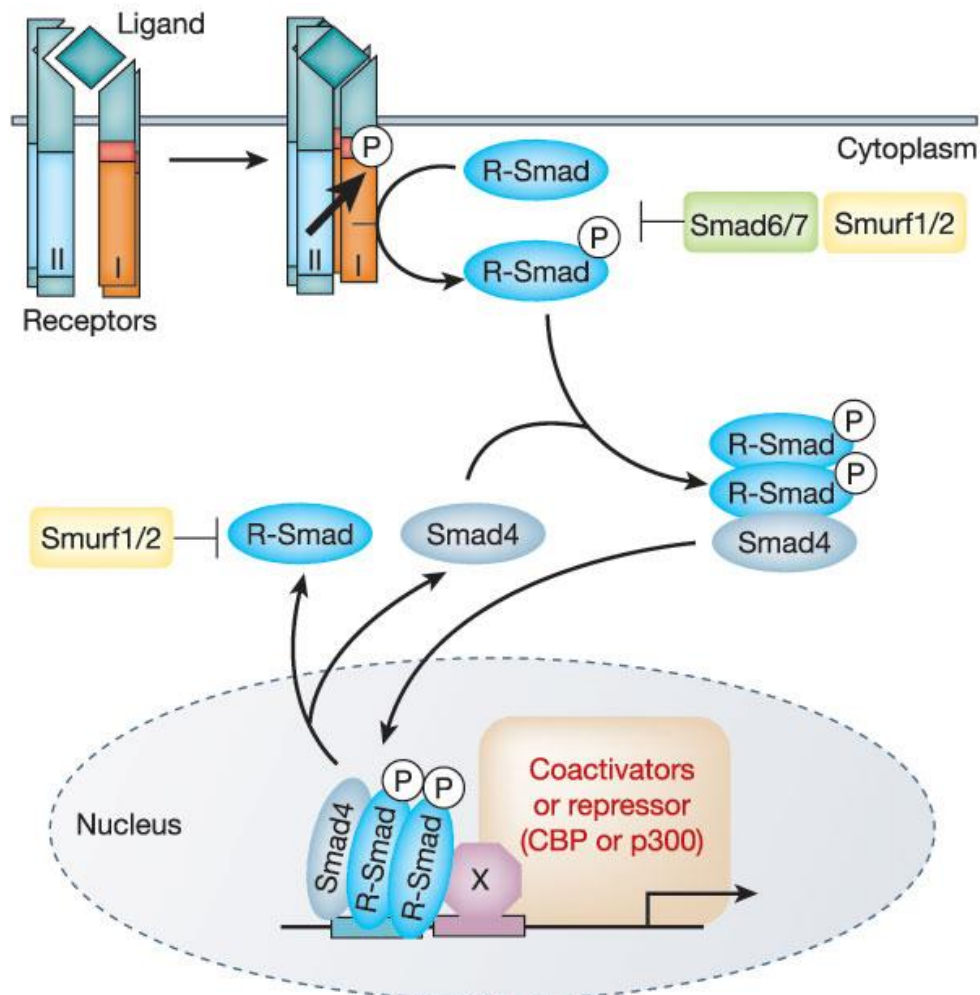 Ligand
Cytoplasm
P
R-Smad
Smad6/7
Smurf1/2
P
R-Smad
II
I
II
I
Receptors
P
R-Smad
P
R-Smad
Smad4
Smurf1/2
R-Smad
Smad4
Nucleus
Smad4
R-Smad
P
R-Smad
P
X
Coactivators
or repressor
(CBP or p300)